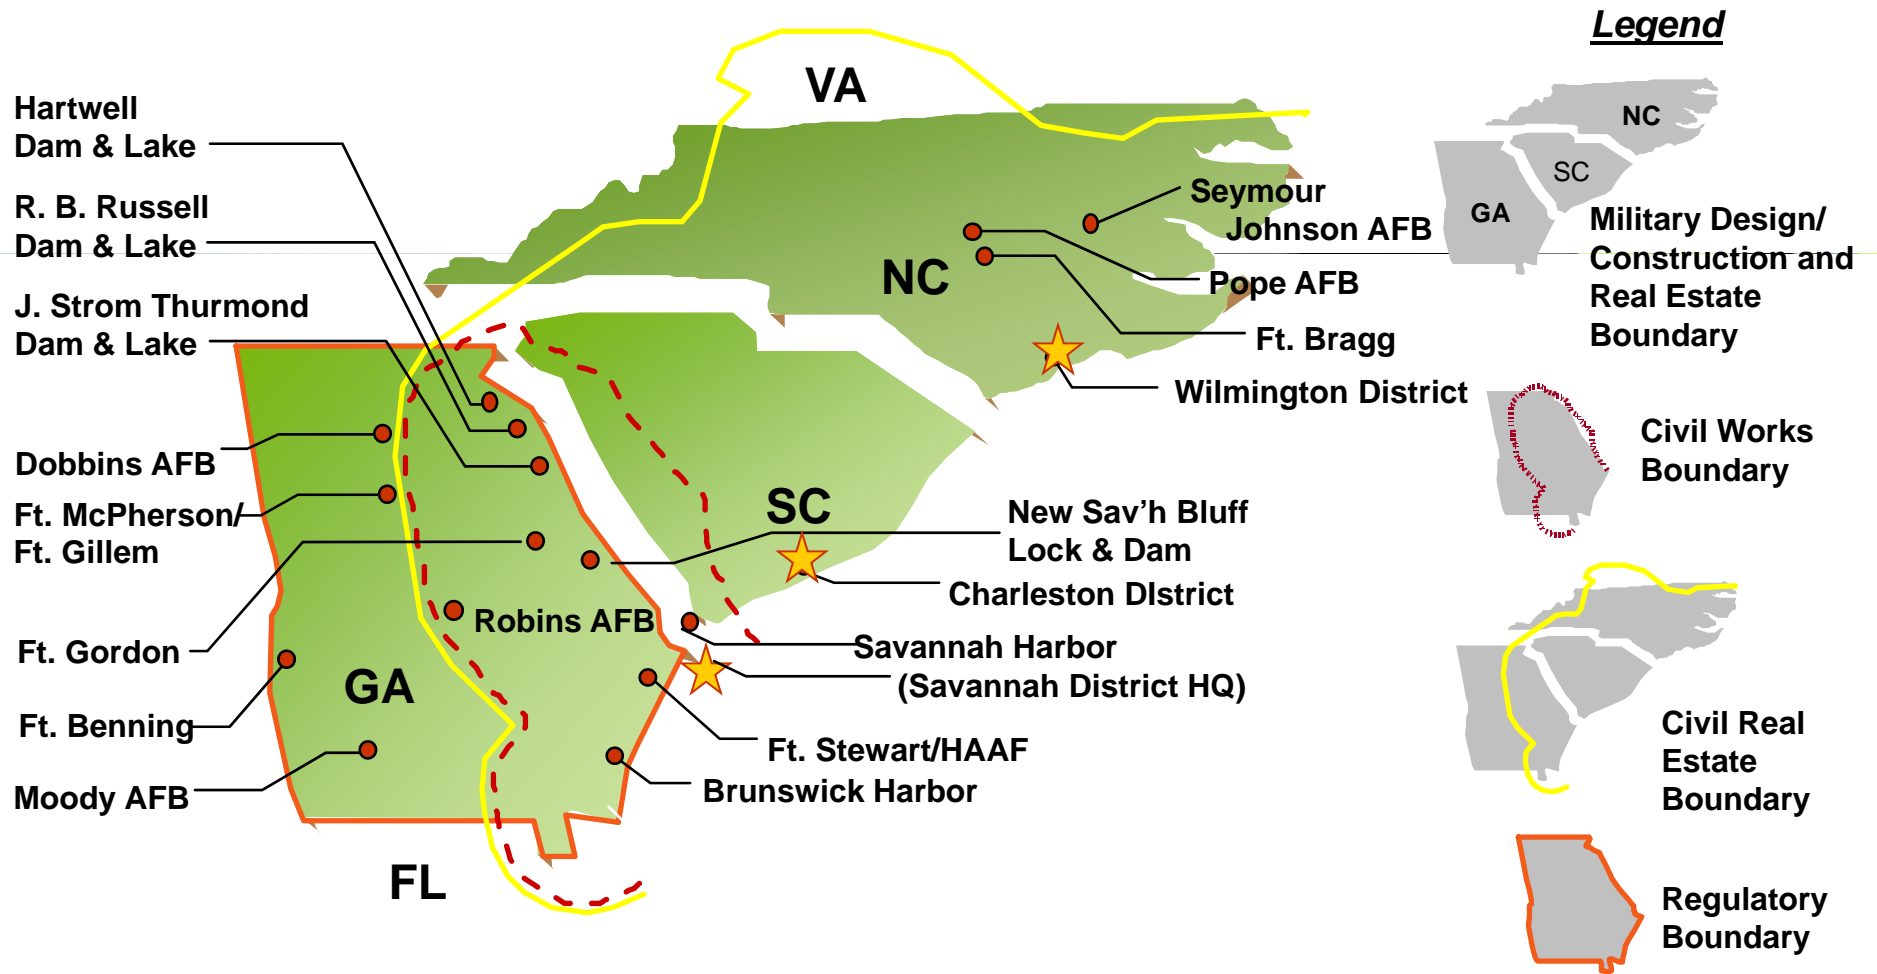 Legend
VA
Hartwell
Dam & Lake
NC
R. B. Russell
Dam & Lake
SC
GA
Seymour
Johnson AFB
Military Design/
Construction and
Real Estate
Boundary
NC
Pope AFB
J. Strom Thurmond
Dam & Lake
Ft. Bragg
Wilmington District
Civil Works
Boundary
Dobbins AFB
Ft. McPherson/
Ft. Gillem
SC
New Sav'h Bluff
Lock & Dam
Charleston DIstrict
Robins AFB
Ft. Gordon
Savannah Harbor
(Savannah District HQ)
GA
Ft. Benning
Ft. Stewart/HAAF
Moody AFB
Brunswick Harbor
Civil Real
Estate
Boundary
FL
Regulatory
Boundary